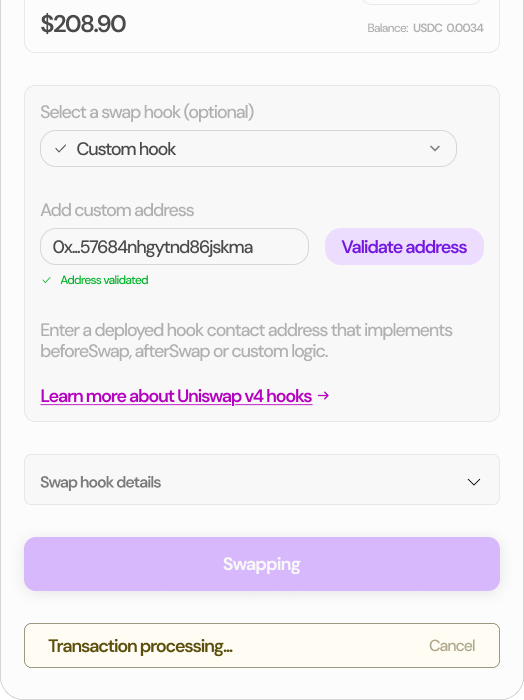 $208.90
Balance: USDC 0.0034
Select a swap hook (optional)
Custom hook
Add custom address
0x...57684nhgytnd86jskma
Validate address
Address validated
Enter a deployed hook contact address that implements
beforeSwap, afterSwap or custom logic.
Learn more about Uniswap v4 hooks →
Swap hook details
Swapping
Transaction processing...
Cancel